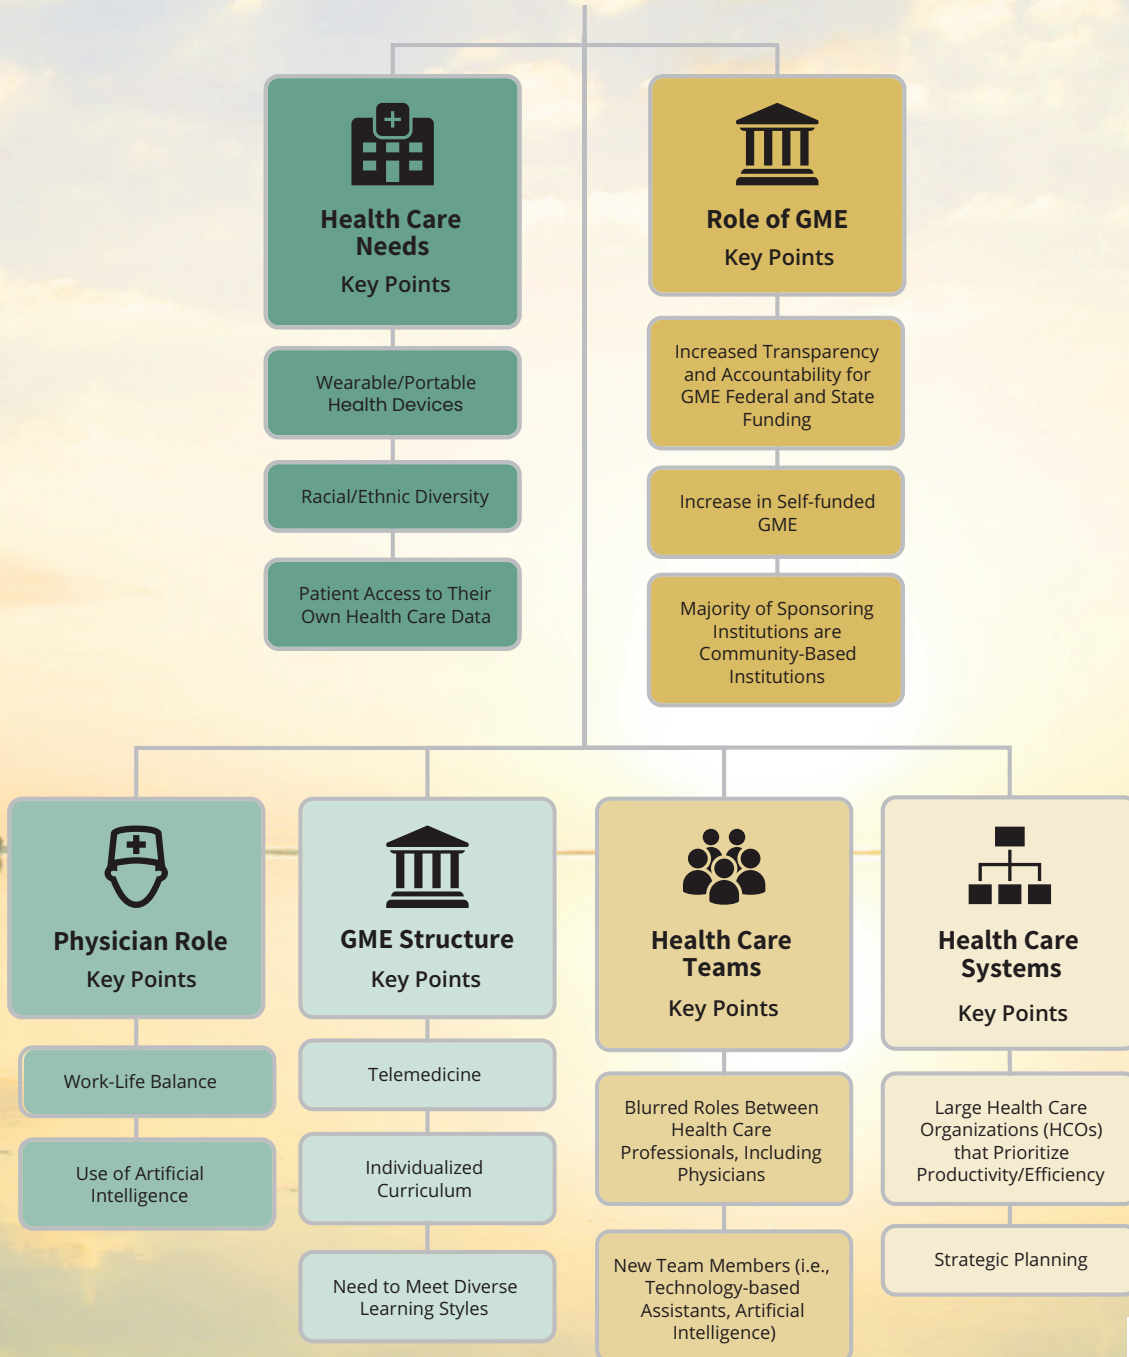 Health Care
Needs
Key Points
Wearable/Portable
Health Devices
Racial/Ethnic Diversity
Patient Access to Their
Own Health Care Data
Role of GME
Key Points
Increased Transparency
and Accountability for
GME Federal and State
Funding
Increase in Self-funded
GME
Majority of Sponsoring
Institutions are
Community-Based
Institutions
Physician Role
Key Points
Work-Life Balance
Use of Artificial
Intelligence
GME Structure
Key Points
Telemedicine
Individualized
Curriculum
Need to Meet Diverse
Learning Styles
Health Care
Teams
Key Points
Blurred Roles Between
Health Care
Professionals, Including
Physicians
New Team Members (i.e.,
Technology-based
Assistants, Artificial
Intelligence)
Health Care
Systems
Key Points
Large Health Care
Organizations (HCOs)
that Prioritize
Productivity/Efficiency
Strategic Planning